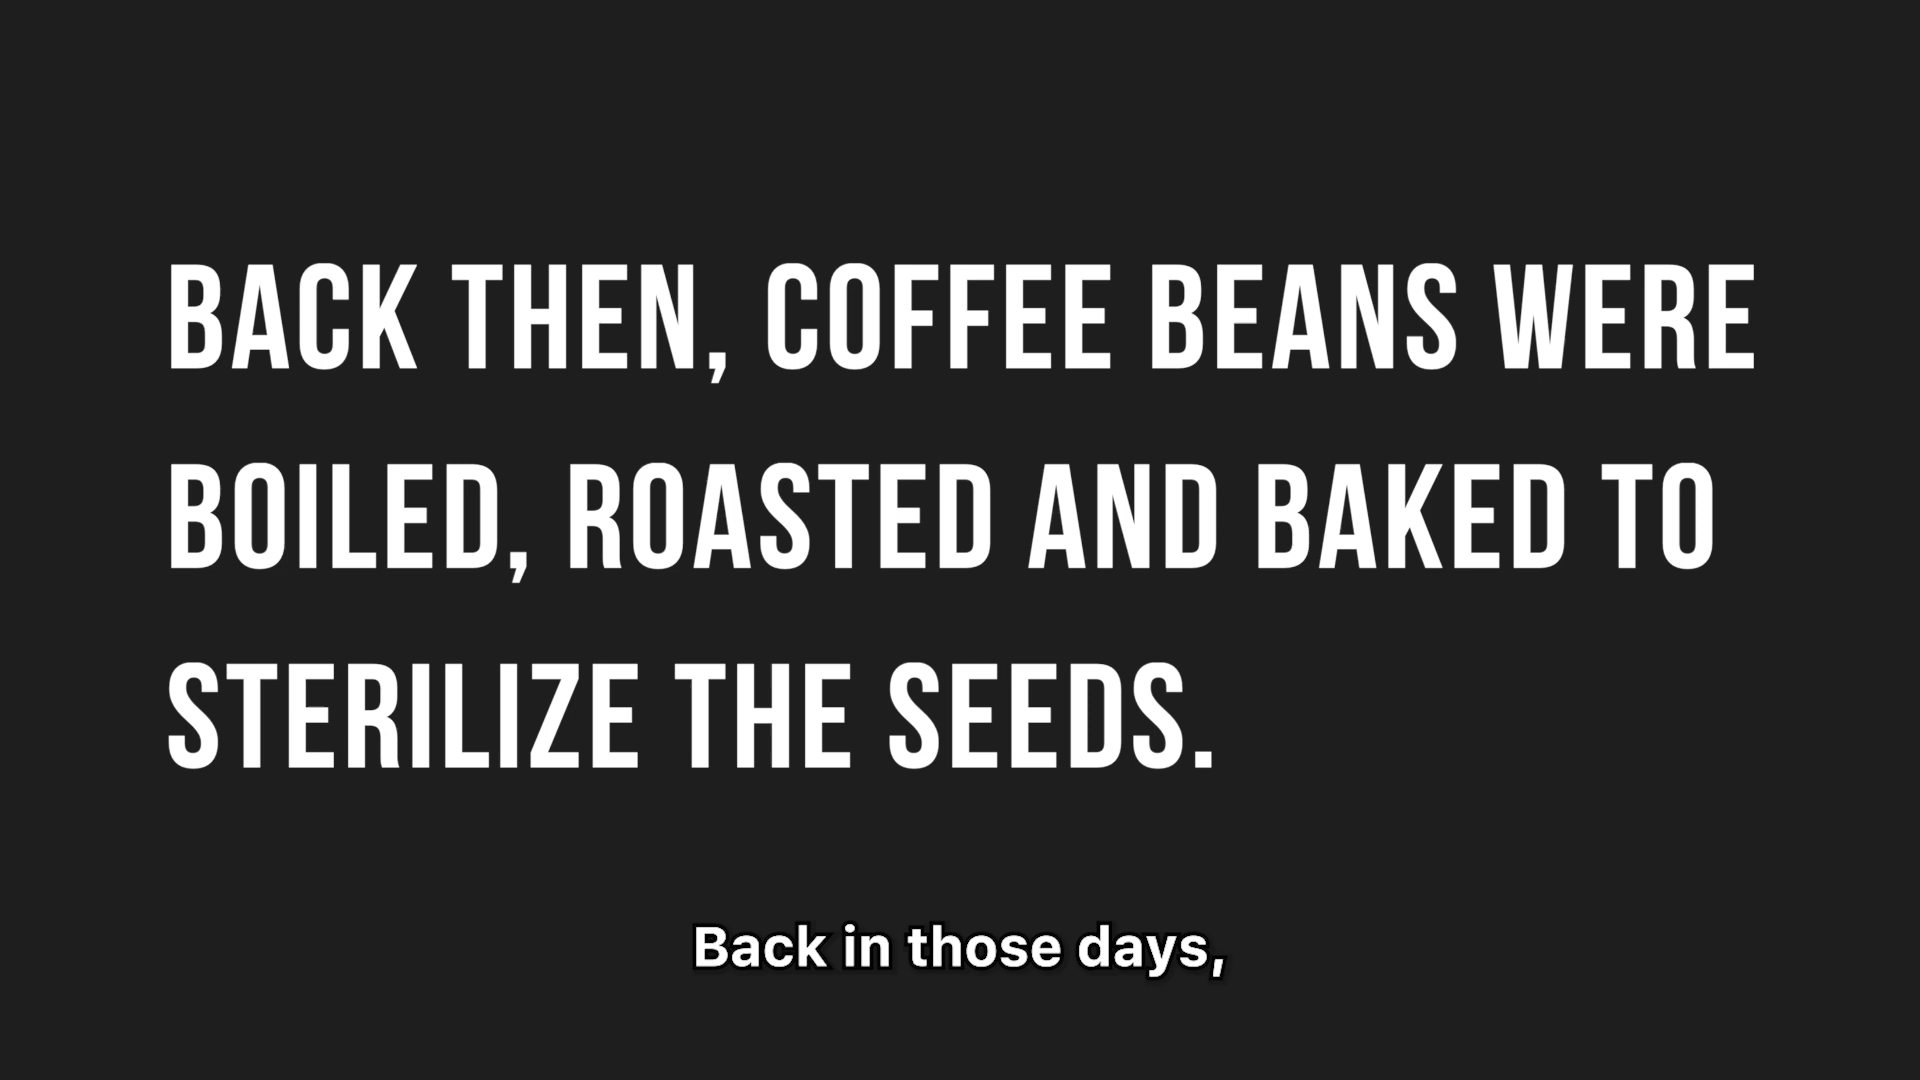 BACK THEN, COFFEE BEANS WERE
BOILED, ROASTED AND BAKED TO
STERILIZE THE SEEDS.
Back in those days,